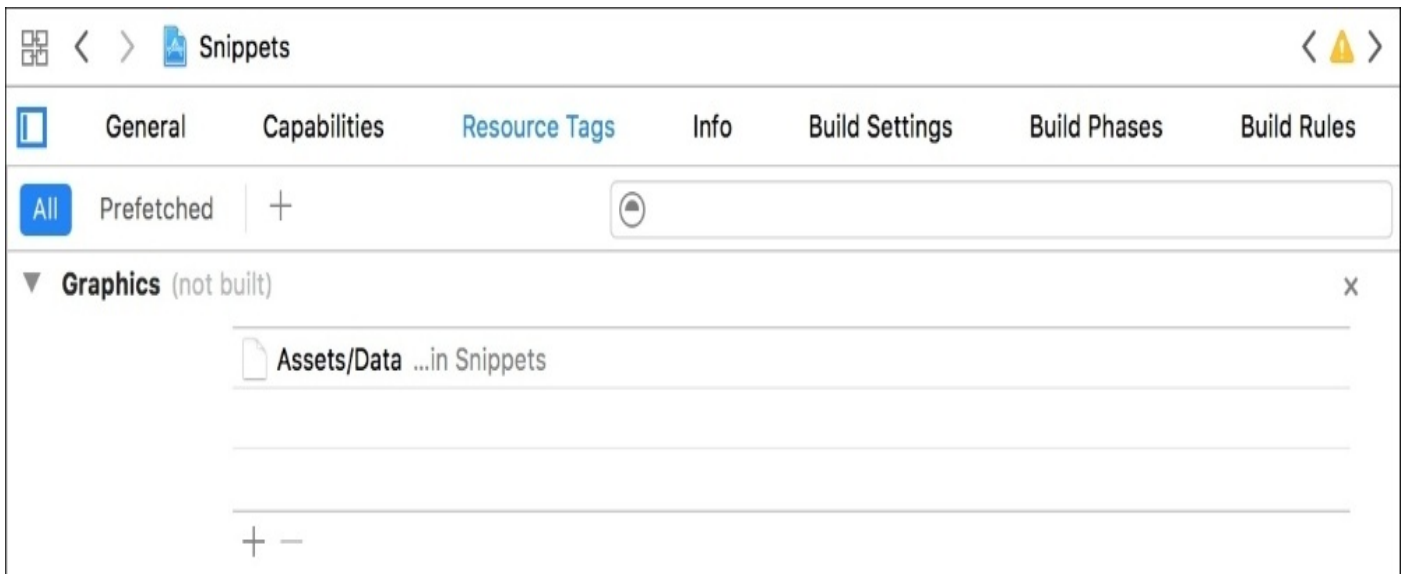 Snippets
General Capabilities Resource Tags Info Build Settings Build Phases Build Rules
All Prefetched
Graphics (not built)
Assets/Data ...in Snippets